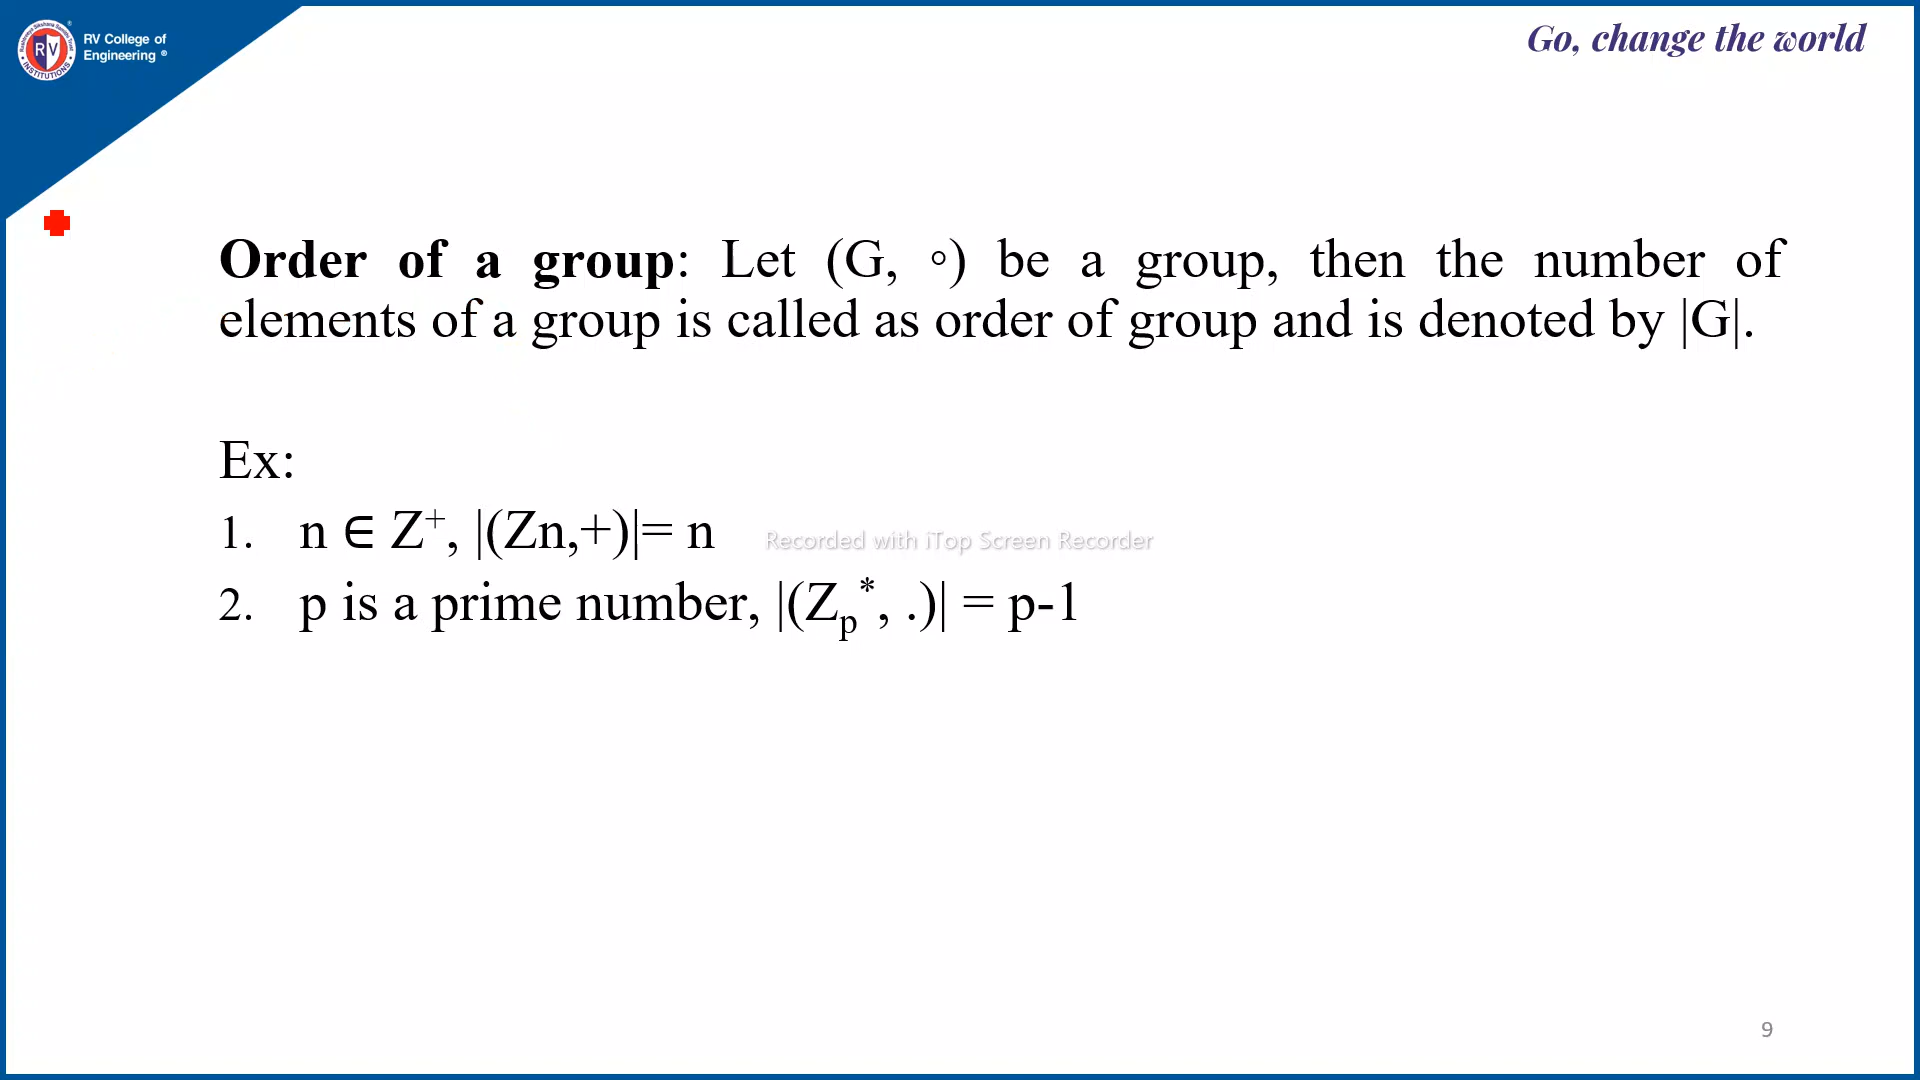 RV College of
Engineering ®
RV
INSTITUTIONS
Go, change the world
Order of a group: Let (G, ∘) be a group, then the number of
elements of a group is called as order of group and is denoted by |G|.
Ex:
1. n ∈ Z⁺, |(Zn,+)|= n
Recorded with iTop Screen Recorder
2. p is a prime number, |(Zₚ*, .)| = p-1
9